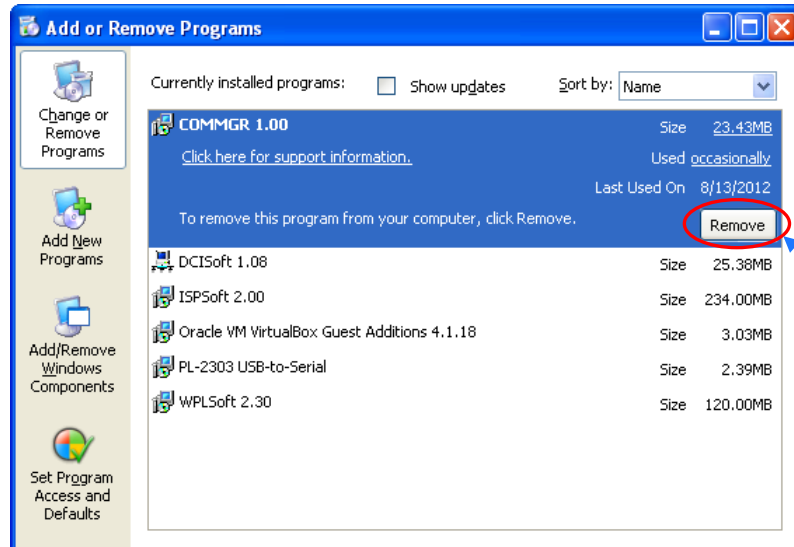 Add or Remove Programs
Change or
Remove
Programs
Add New
Programs
Add/Remove
Windows
Components
Set Program
Access and
Defaults
Currently installed programs: Show updates Sort by: Name
COMMGR 1.00 Size 23.43MB
Click here for support information. Used occasionally
Last Used On 8/13/2012
To remove this program from your computer, click Remove. Remove
DCISoft 1.08 Size 25.38MB
ISPSoft 2.00 Size 234.00MB
Oracle VM VirtualBox Guest Additions 4.1.18 Size 3.03MB
PL-2303 USB-to-Serial Size 2.39MB
WPLSoft 2.30 Size 120.00MB